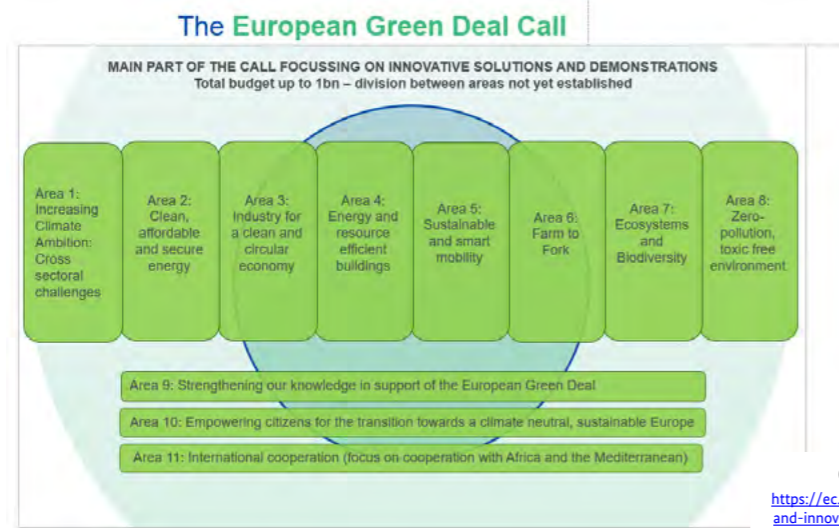 The European Green Deal Call
MAIN PART OF THE CALL FOCUSSING ON INNOVATIVE SOLUTIONS AND DEMONSTRATIONS
Total budget up to 1bn – division between areas not yet established
Area 1:
Increasing
Climate
Ambition:
Cross
sectoral
challenges
Area 2:
Clean,
affordable
and secure
energy
Area 3:
Industry for
a clean and
circular
economy
Area 4:
Energy and
resource
efficient
buildings
Area 5:
Sustainable
and smart
mobility
Area 6:
Farm to
Fork
Area 7:
Ecosystems
and
Biodiversity
Area 8:
Zero-
pollution,
toxic free
environment
Area 9: Strengthening our knowledge in support of the European Green Deal
Area 10: Empowering citizens for the transition towards a climate neutral, sustainable Europe
Area 11: International cooperation (focus on cooperation with Africa and the Mediterranean)
https://ec.
and-innov